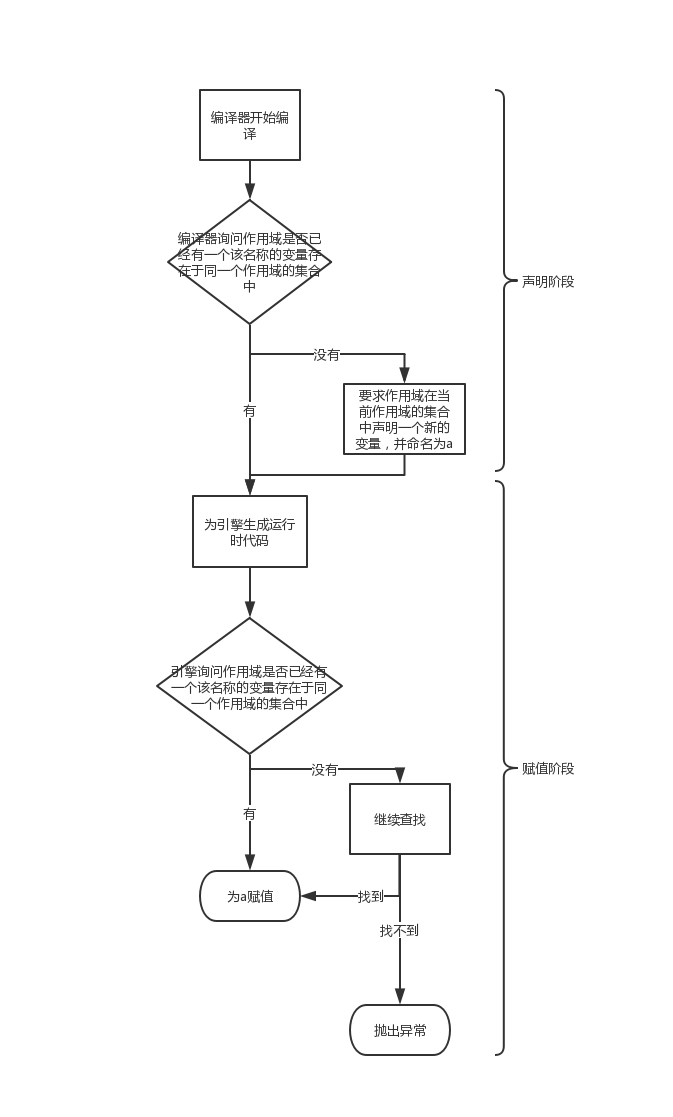 编译器开始编
译
编译器询问作用域是否已
经有一个该名称的变量存
在于同一个作用域的集合
中
声明阶段
没有
有
要求作用域在当
前作用域的集合
中声明一个新的
变量，并命名为a
为引擎生成运行
时代码
引擎询问作用域是否已经有
一个该名称的变量存在于同
一个作用域的集合中
赋值阶段
没有
有
继续查找
为a赋值
找到
找不到
抛出异常